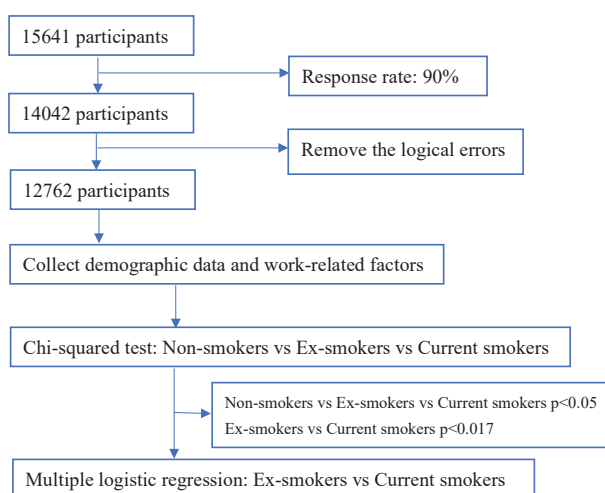 15641 participants
Response rate: 90%
14042 participants
Remove the logical errors
12762 participants
Collect demographic data and work-related factors
Chi-squared test: Non-smokers vs Ex-smokers vs Current smokers
Non-smokers vs Ex-smokers vs Current smokers p<0.05
Ex-smokers vs Current smokers p<0.017
Multiple logistic regression: Ex-smokers vs Current smokers